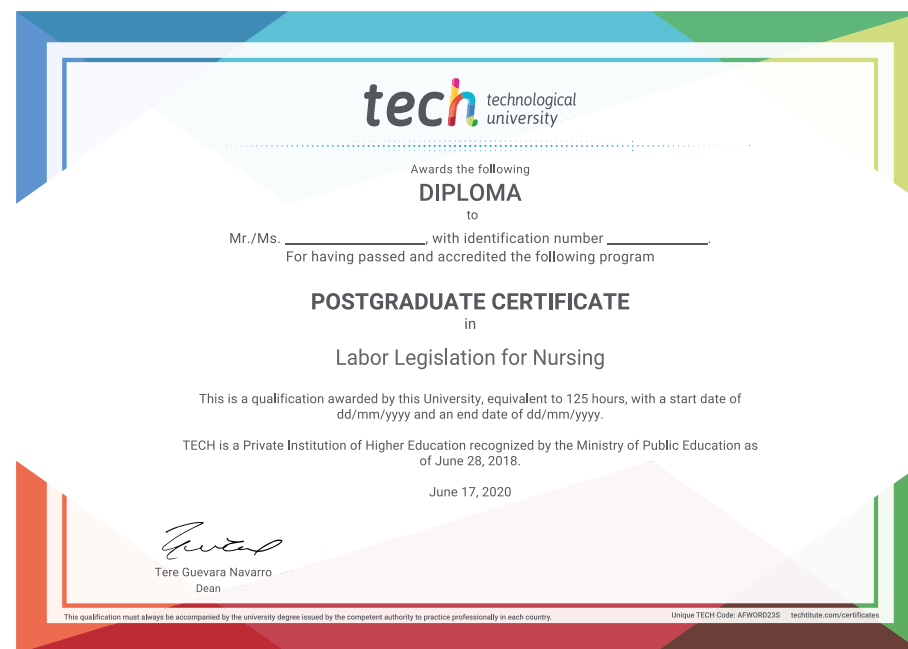 tech technological
university
Awards the following
DIPLOMA
to
Mr./Ms. ____________________, with identification number ______________.
For having passed and accredited the following program
POSTGRADUATE CERTIFICATE
in
Labor Legislation for Nursing
This is a qualification awarded by this University, equivalent to 125 hours, with a start date of
dd/mm/yyyy and an end date of dd/mm/yyyy.
TECH is a Private Institution of Higher Education recognized by the Ministry of Public Education as
of June 28, 2018.
June 17, 2020
Tere Guevara Navarro
Dean
This qualification must always be accompanied by the university degree issued by the competent authority to practice professionally in each country.
Unique TECH Code: AFWORD23S techtitute.com/certificates